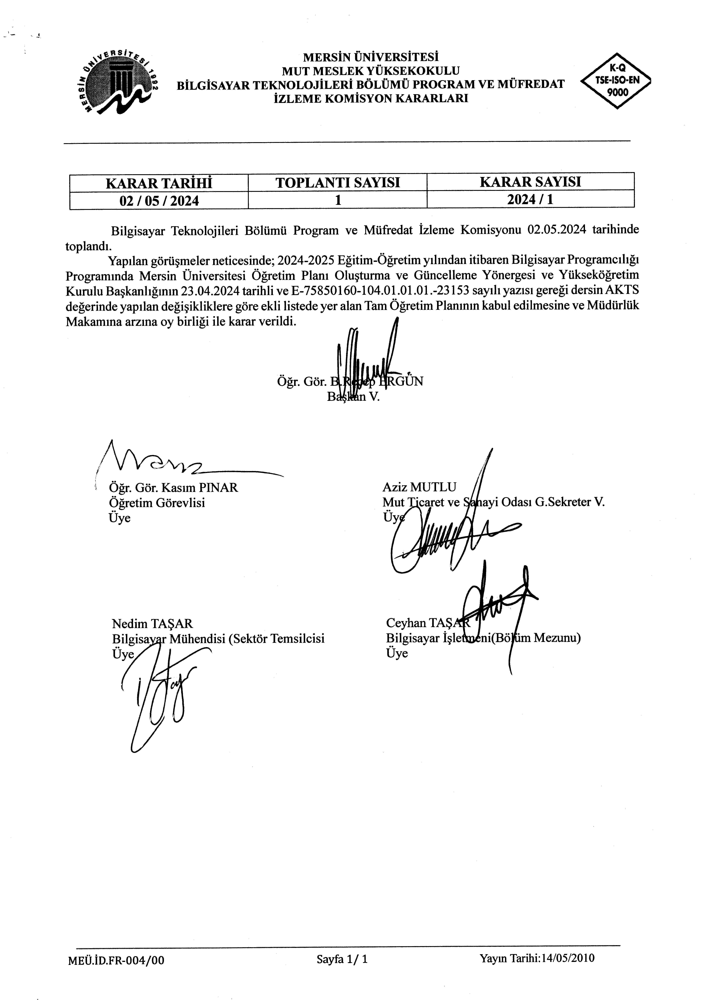 MERSİN ÜNİVERSİTESİ 1992
MERSİN ÜNİVERSİTESİ
MUT MESLEK YÜKSEKOKULU
BİLGİSAYAR TEKNOLOJİLERİ BÖLÜMÜ PROGRAM VE MÜFREDAT
İZLEME KOMİSYON KARARLARI
K-Q
TSE-ISO-EN
9000
KARAR TARİHİ TOPLANTI SAYISI KARAR SAYISI
02 / 05 / 2024 1 2024 / 1
Bilgisayar Teknolojileri Bölümü Program ve Müfredat İzleme Komisyonu 02.05.2024 tarihinde
toplandı.
Yapılan görüşmeler neticesinde; 2024-2025 Eğitim-Öğretim yılından itibaren Bilgisayar Programcılığı
Programında Mersin Üniversitesi Öğretim Planı Oluşturma ve Güncelleme Yönergesi ve Yükseköğretim
Kurulu Başkanlığının 23.04.2024 tarihli ve E-75850160-104.01.01.01.-23153 sayılı yazısı gereği dersin AKTS
değerinde yapılan değişikliklere göre ekli listede yer alan Tam Öğretim Planının kabul edilmesine ve Müdürlük
Makamına arzına oy birliği ile karar verildi.
Öğr. Gör. B.Recep ERGÜN
Başkan V.
Öğr. Gör. Kasım PINAR
Öğretim Görevlisi
Üye
Aziz MUTLU
Mut Ticaret ve Sanayi Odası G.Sekreter V.
Üye
Nedim TAŞAR
Bilgisayar Mühendisi (Sektör Temsilcisi
Üye
Ceyhan TAŞAR
Bilgisayar İşletmeni(Bölüm Mezunu)
Üye
MEÜ.İD.FR-004/00 Sayfa 1/ 1 Yayın Tarihi:14/05/2010